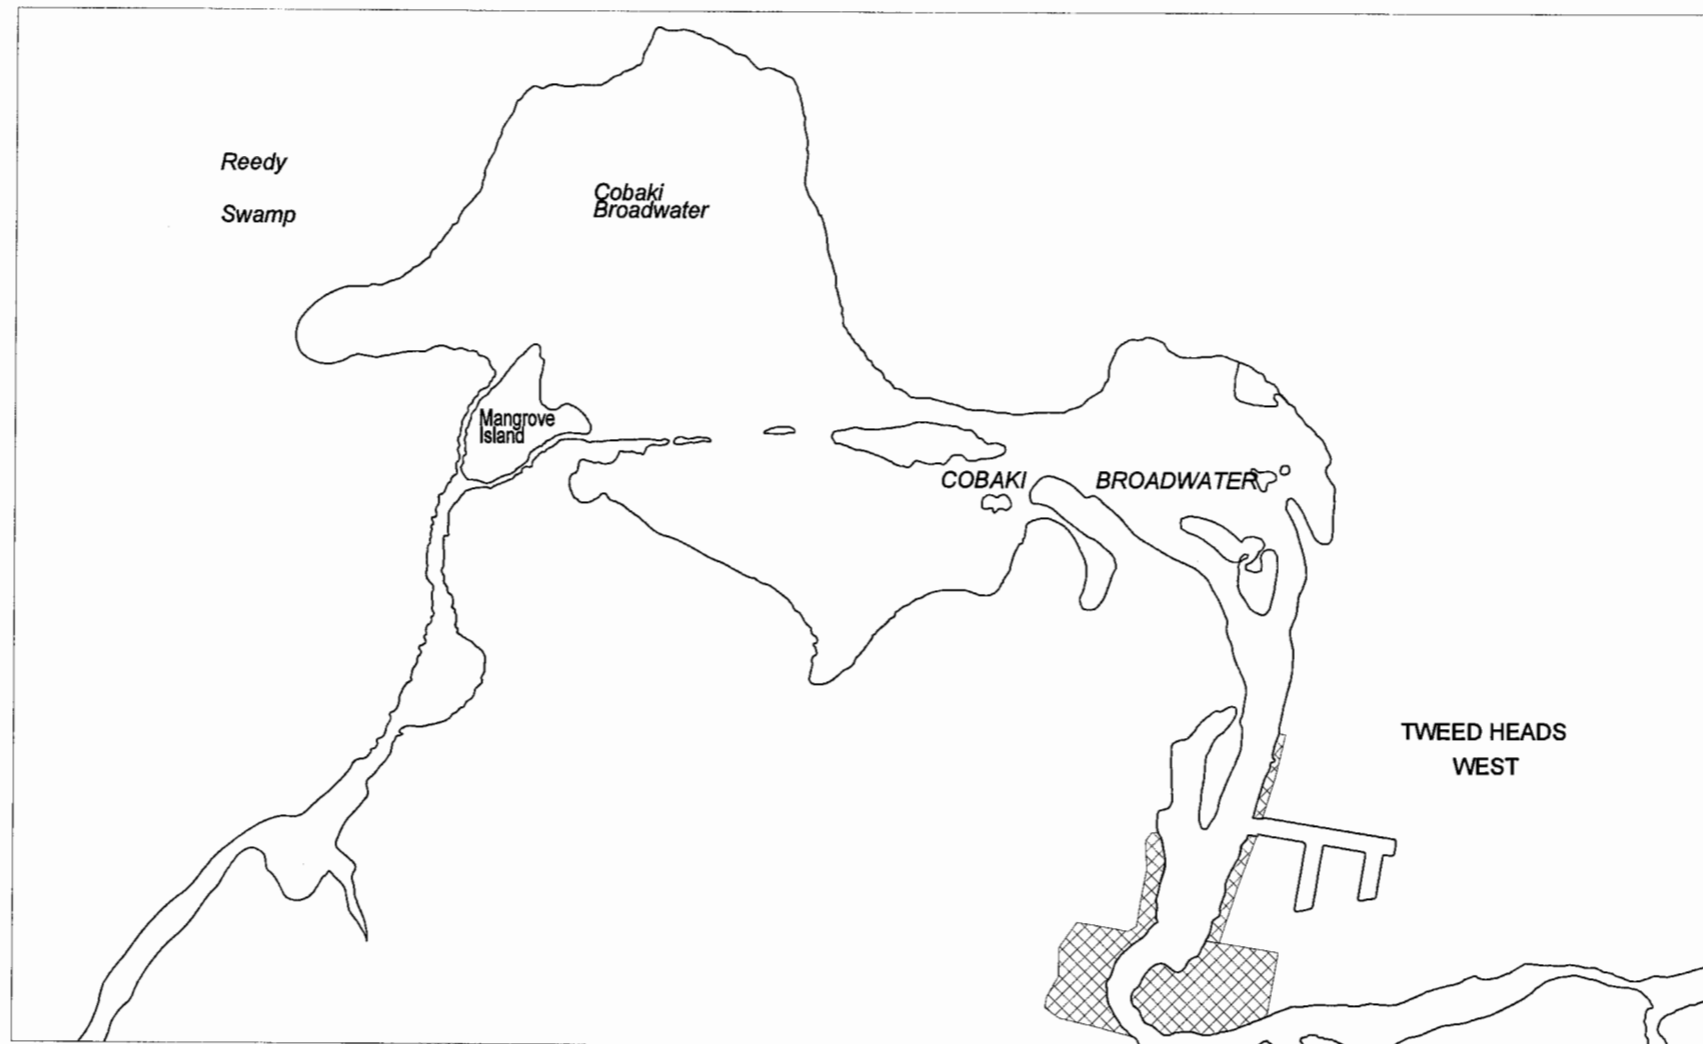 Reedy
Swamp
Cobaki
Broadwater
Mangrove
Island
COBAKI BROADWATER
TWEED HEADS
WEST